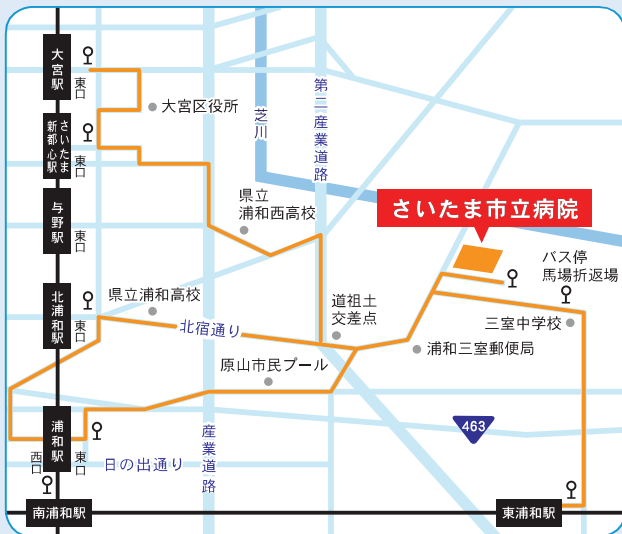 大宮駅
東口
大宮区役所
さいたま
新都心駅
東口
芝川
第二産業道路
与野駅
東口
県立
浦和西高校
さいたま市立病院
バス停
馬場折返場
北浦和駅
東口
県立浦和高校
北宿通り
道祖土
交差点
三室中学校
浦和三室郵便局
原山市民プール
463
浦和駅
西口
東口
日の出通り
産業道路
南浦和駅
東浦和駅